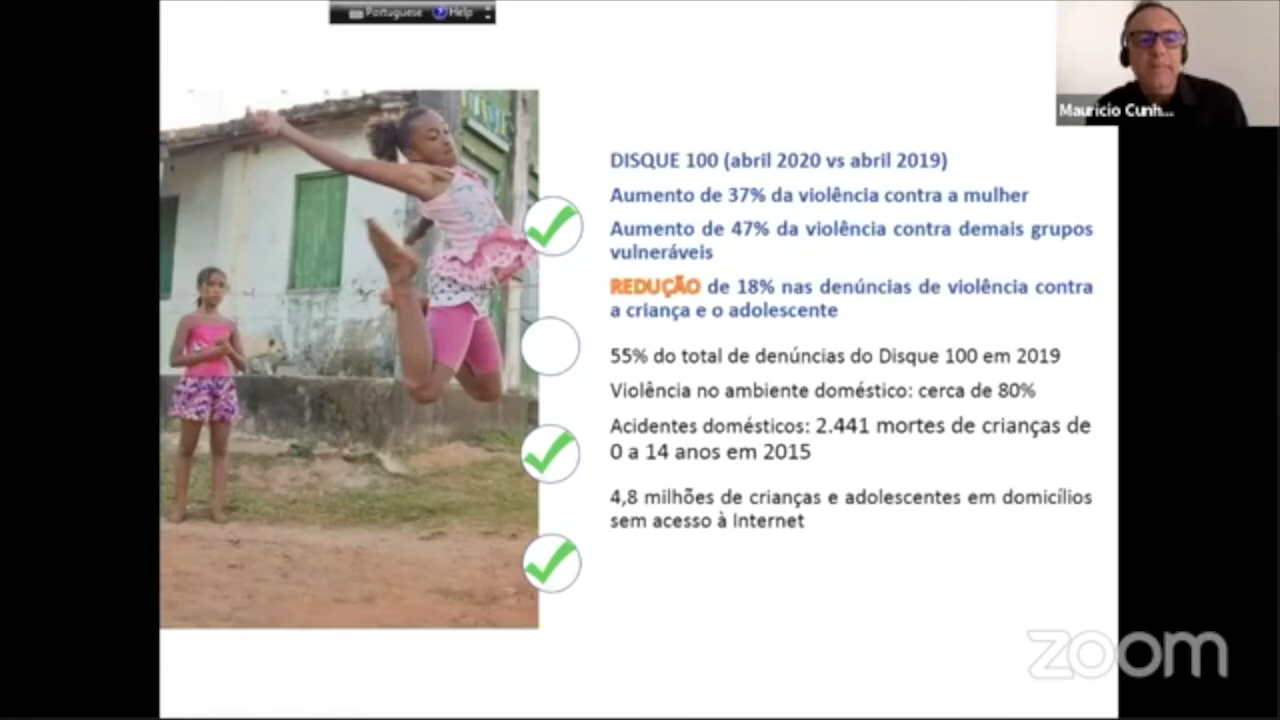 Portuguese Help
Mauricio Cunh...
DISQUE 100 (abril 2020 vs abril 2019)
Aumento de 37% da violência contra a mulher
Aumento de 47% da violência contra demais grupos
vulneráveis
REDUÇÃO de 18% nas denúncias de violência contra
a criança e o adolescente
55% do total de denúncias do Disque 100 em 2019
Violência no ambiente doméstico: cerca de 80%
Acidentes domésticos: 2.441 mortes de crianças de
0 a 14 anos em 2015
4,8 milhões de crianças e adolescentes em domicílios
sem acesso à Internet
zoom